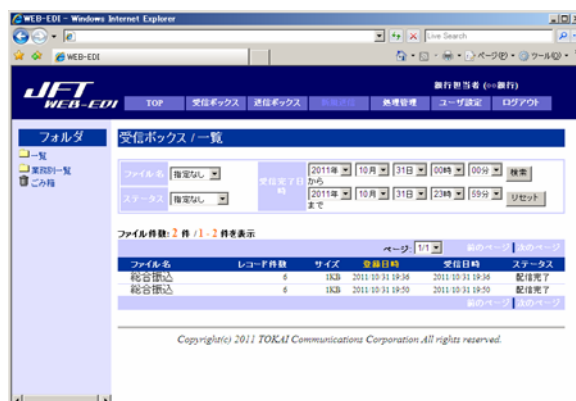 WEB-EDI - Windows Internet Explorer
Live Search
WEB-EDI
ページ(P)
ツール(O)
JFT
WEB-EDI
銀行担当者 (○○銀行)
TOP 受信ボックス 送信ボックス 新規送信 処理管理 ユーザ設定 ログアウト
フォルダ
一覧
業務別一覧
ごみ箱
受信ボックス / 一覧
ファイル名 指定なし
受信完了日時
2011年 10月 31日 00時 00分 から
検索
ステータス 指定なし
2011年 10月 31日 23時 59分 まで
リセット
ファイル件数: 2 件 / 1 - 2 件を表示
ページ: 1/1 前のページ 次のページ
ファイル名 レコード件数 サイズ 登録日時 受信日時 ステータス
総合振込 6 1KB 2011/10/31 19:36 2011/10/31 19:36 配信完了
総合振込 6 1KB 2011/10/31 19:50 2011/10/31 19:50 配信完了
前のページ 次のページ
Copyright(c) 2011 TOKAI Communications Corporation All rights reserved.